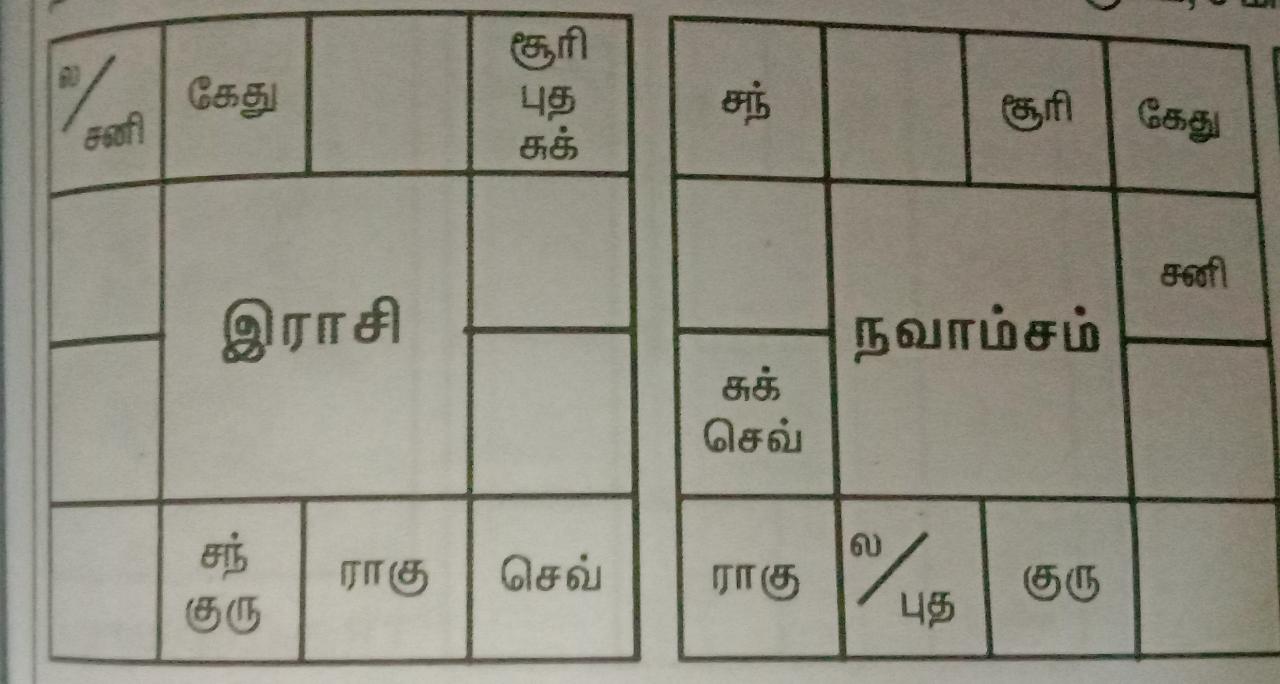 ல/சனி
கேது
சூரி
புத
சுக்
இராசி
சந்
குரு
ராகு
செவ்
சந்
சூரி
கேது
சனி
நவாம்சம்
சுக்
செவ்
ராகு
ல/புத
குரு